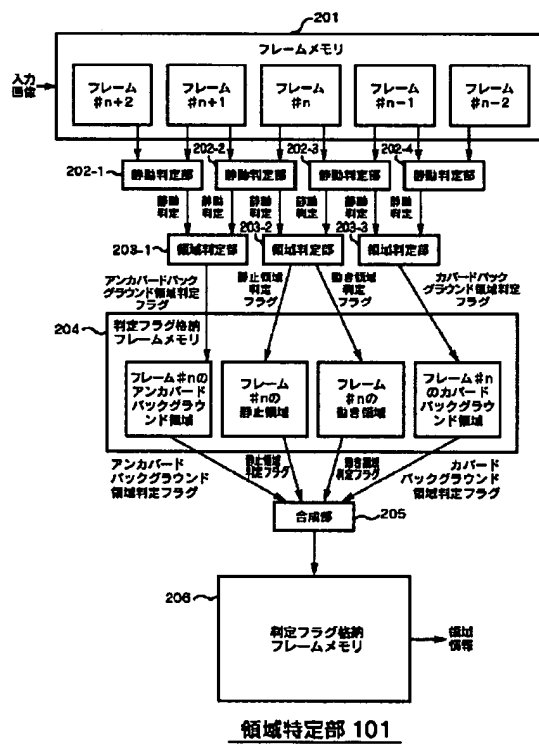 201
フレームメモリ
入力
画像
フレーム
#n+2
フレーム
#n+1
フレーム
#n
フレーム
#n−1
フレーム
#n−2
202-1
202-2
202-3
202-4
静動判定部
静動判定部
静動判定部
静動判定部
静動
判定
静動
判定
静動
判定
静動
判定
静動
判定
静動
判定
203-1
203-2
203-3
領域判定部
領域判定部
領域判定部
アンカバードバック
グラウンド領域判定
フラグ
静止領域
判定
フラグ
動き領域
判定
フラグ
カバードバック
グラウンド領域判定
フラグ
204
判定フラグ格納
フレームメモリ
フレーム#nの
アンカバード
バックグラウ
ンド領域
フレーム
#nの
静止領域
フレーム
#nの
動き領域
フレーム#n
のカバード
バックグラウ
ンド領域
アンカバード
バックグラウンド
領域判定フラグ
静止領域
判定フラグ
動き領域
判定フラグ
カバード
バックグラウンド
領域判定フラグ
合成部
205
206
判定フラグ格納
フレームメモリ
領域
情報
領域特定部 101